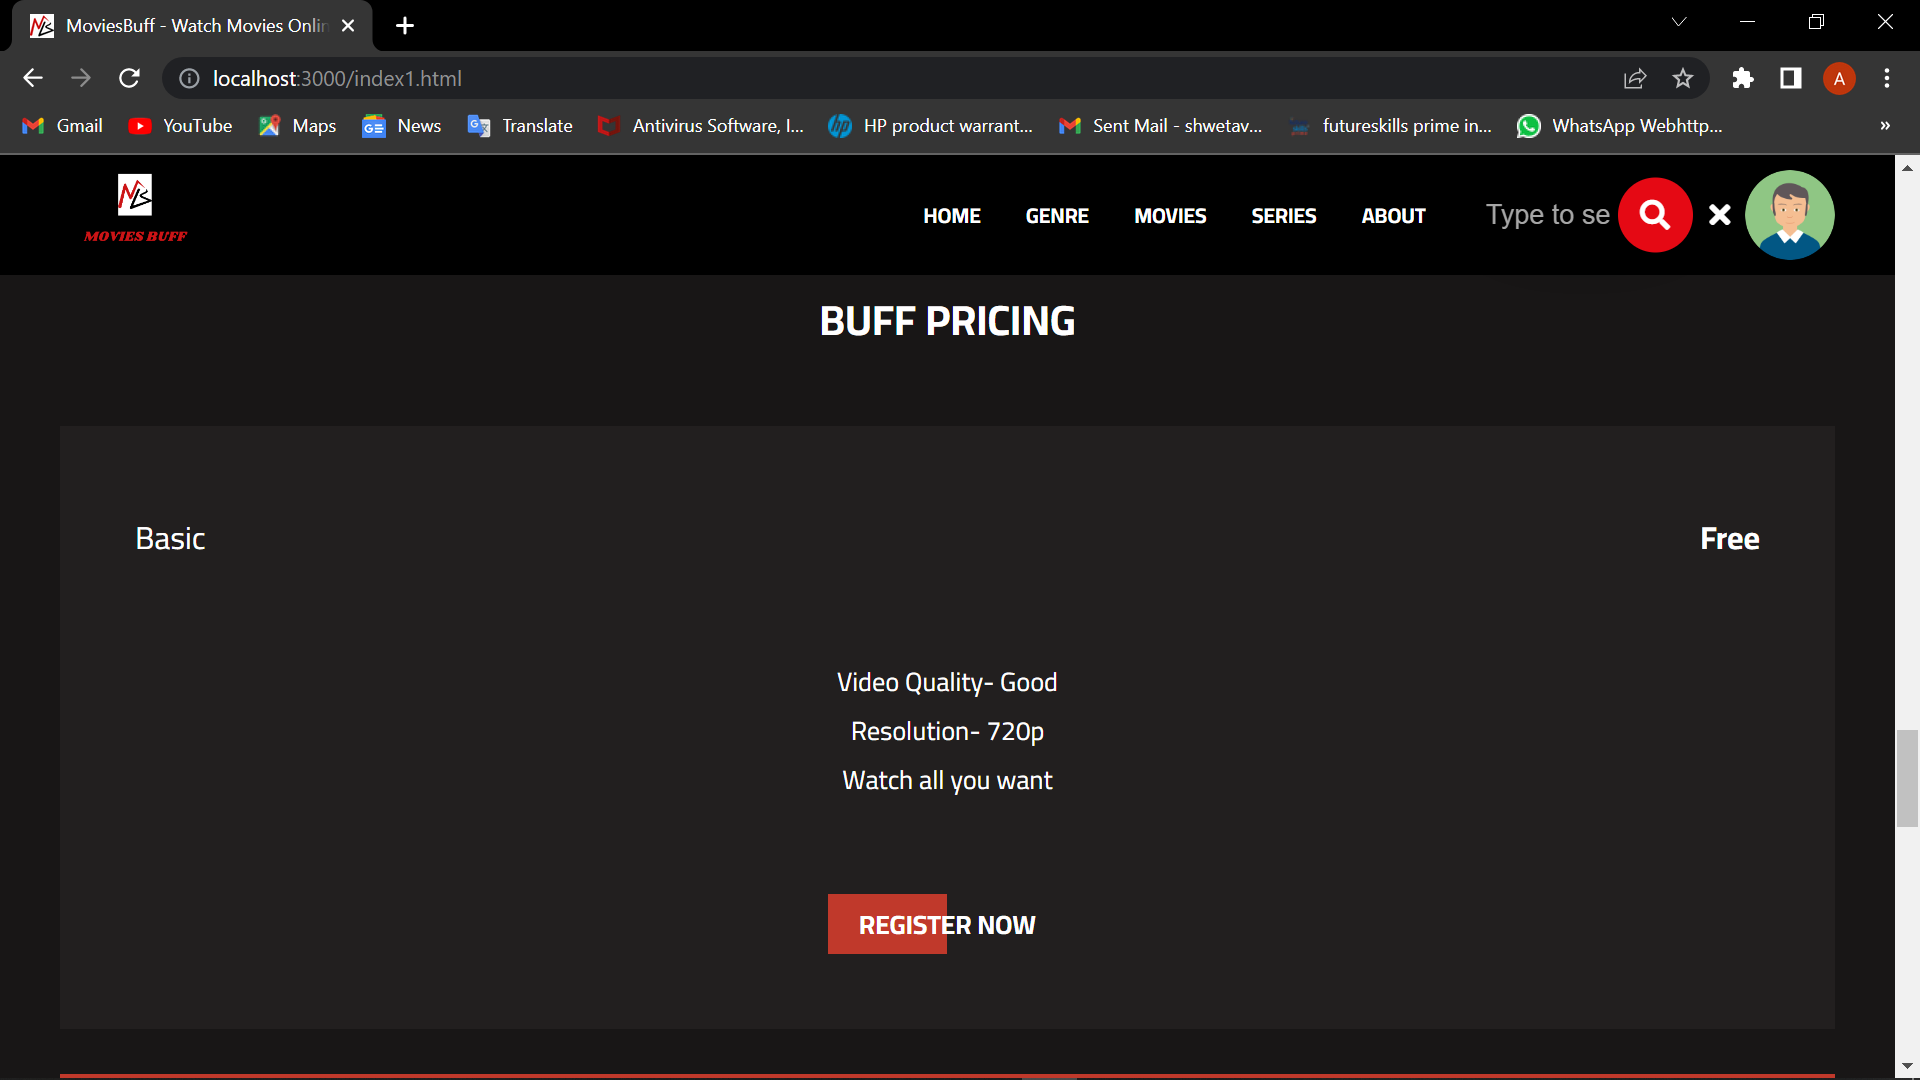 MoviesBuff - Watch Movies Onlin
localhost:3000/index1.html
A
Gmail YouTube Maps News Translate Antivirus Software, I... HP product warrant... Sent Mail - shwetav... futureskills prime in... WhatsApp Webhttp... »
MB
MOVIES BUFF
HOME GENRE MOVIES SERIES ABOUT Type to se
BUFF PRICING
Basic Free
Video Quality- Good
Resolution- 720p
Watch all you want
REGISTER NOW